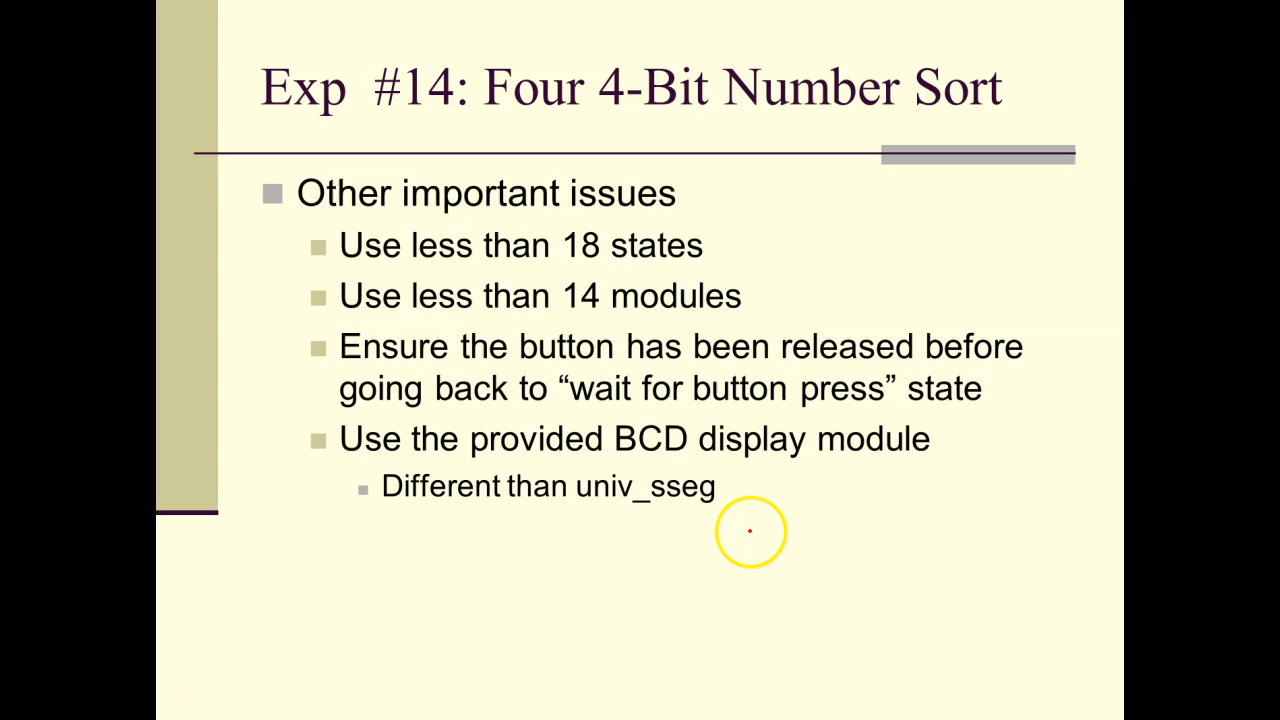 Exp #14: Four 4-Bit Number Sort
Other important issues
Use less than 18 states
Use less than 14 modules
Ensure the button has been released before
going back to “wait for button press” state
Use the provided BCD display module
Different than univ_sseg